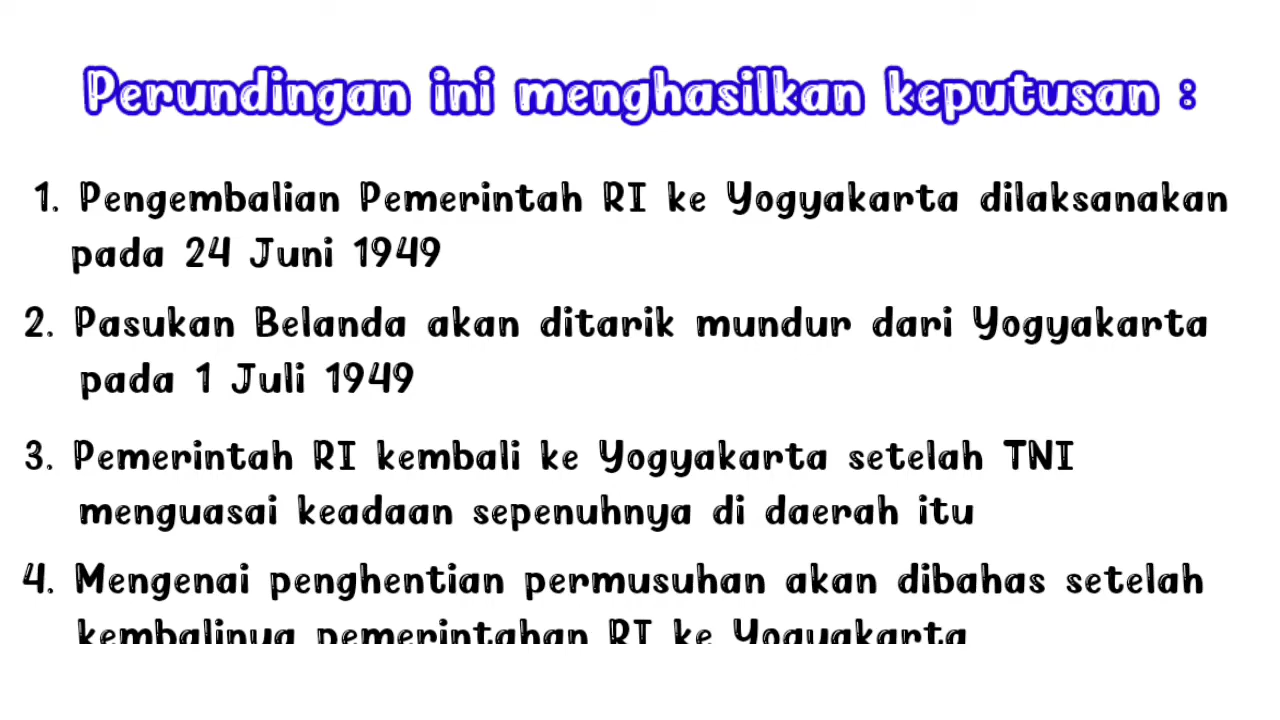 Perundingan ini menghasilkan keputusan :
1. Pengembalian Pemerintah RI ke Yogyakarta dilaksanakan
pada 24 Juni 1949
2. Pasukan Belanda akan ditarik mundur dari Yogyakarta
pada 1 Juli 1949
3. Pemerintah RI kembali ke Yogyakarta setelah TNI
menguasai keadaan sepenuhnya di daerah itu
4. Mengenai penghentian permusuhan akan dibahas setelah
kembalinya pemerintahan RI ke Yogyakarta